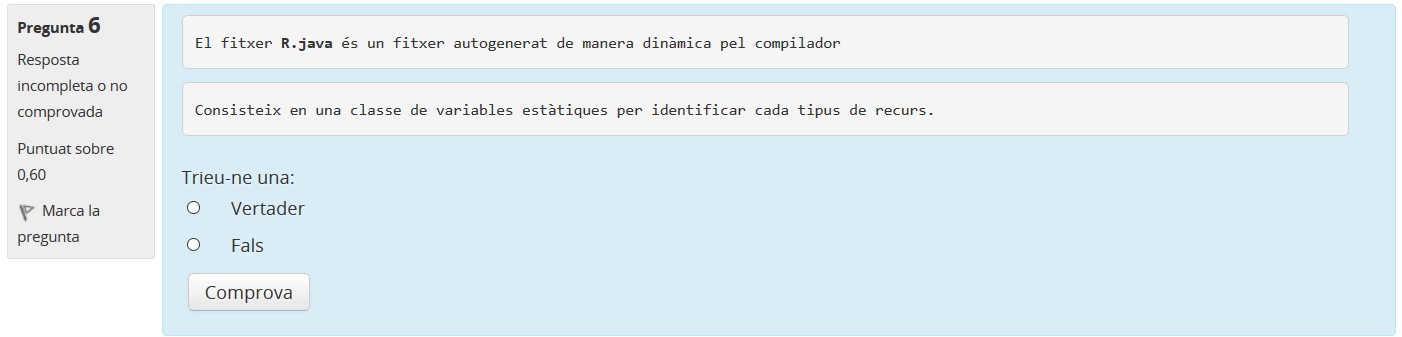 Pregunta 6
Resposta
incompleta o no
comprovada
Puntuat sobre
0,60
Marca la
pregunta
El fitxer R.java és un fitxer autogenerat de manera dinàmica pel compilador
Consisteix en una classe de variables estàtiques per identificar cada tipus de recurs.
Trieu-ne una:
Vertader
Fals
Comprova